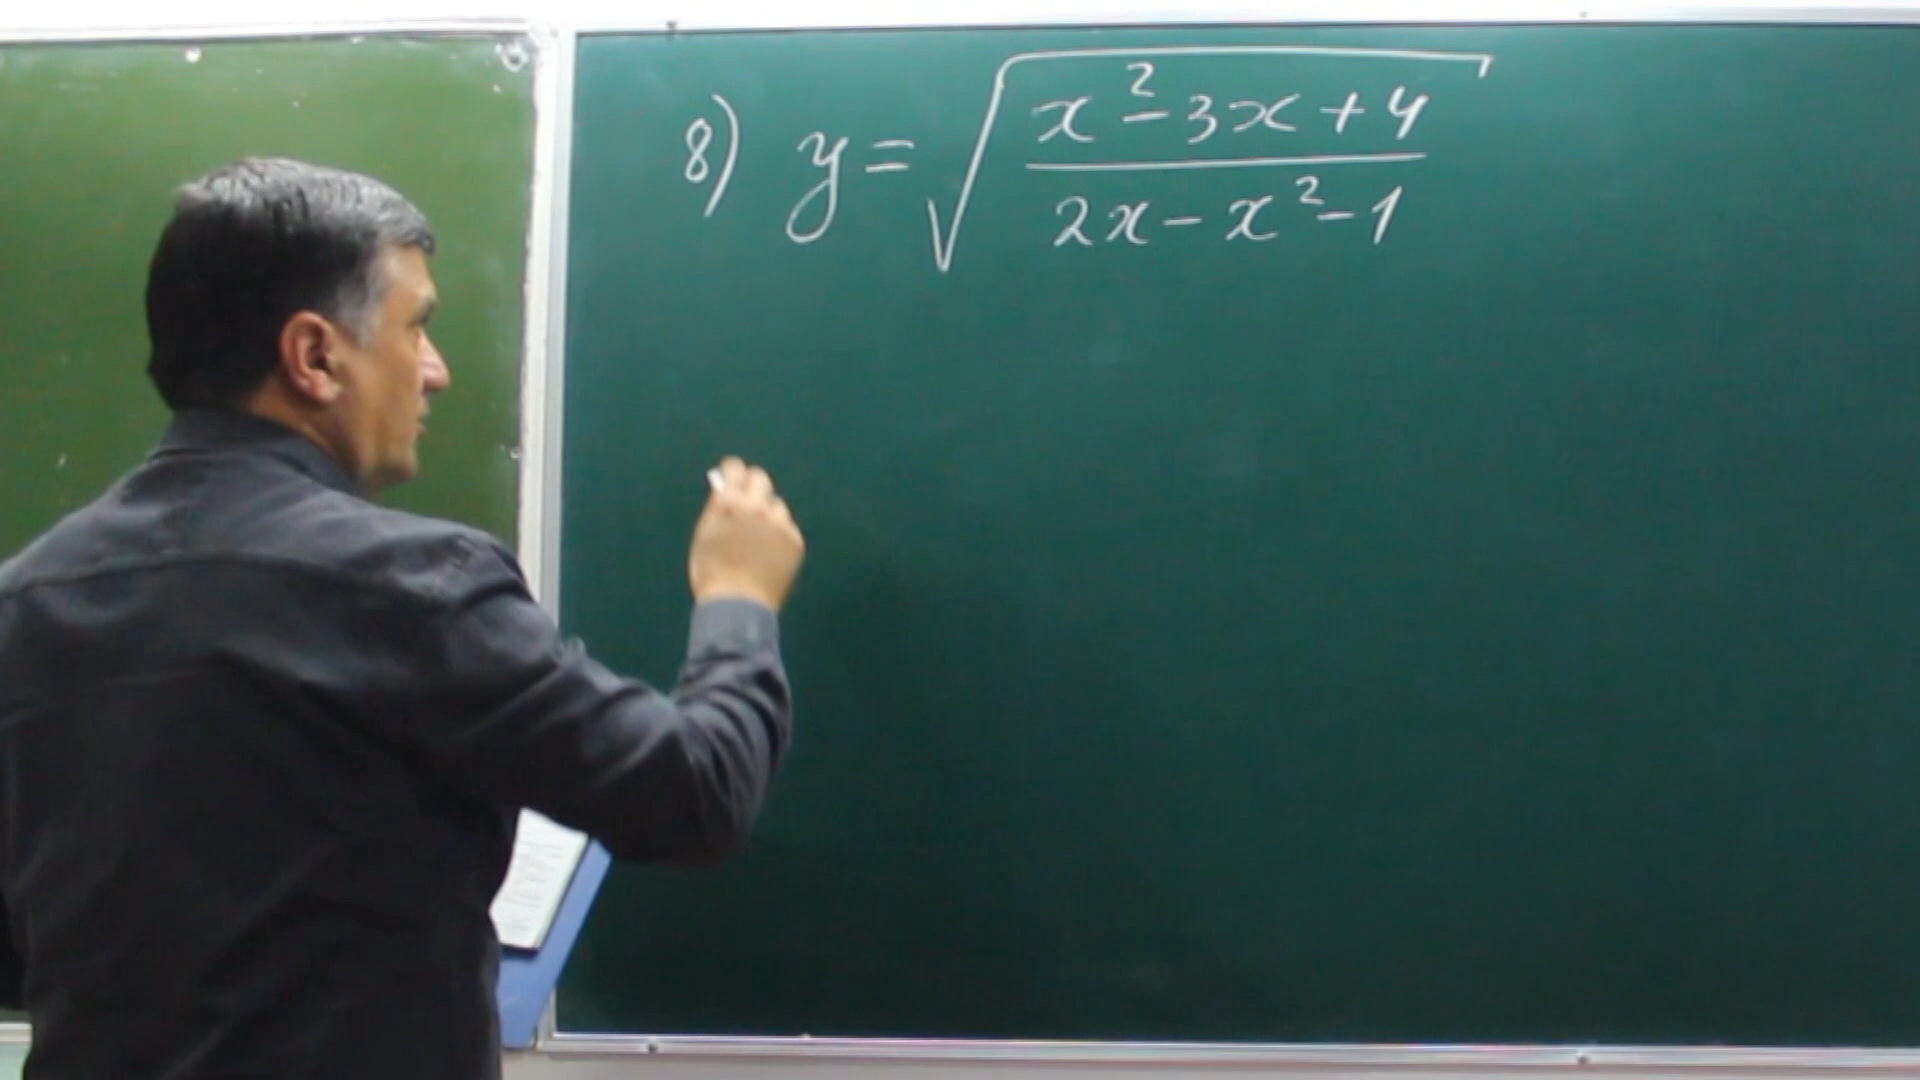 8) y = √((x² - 3x + 4)/(2x - x² - 1))